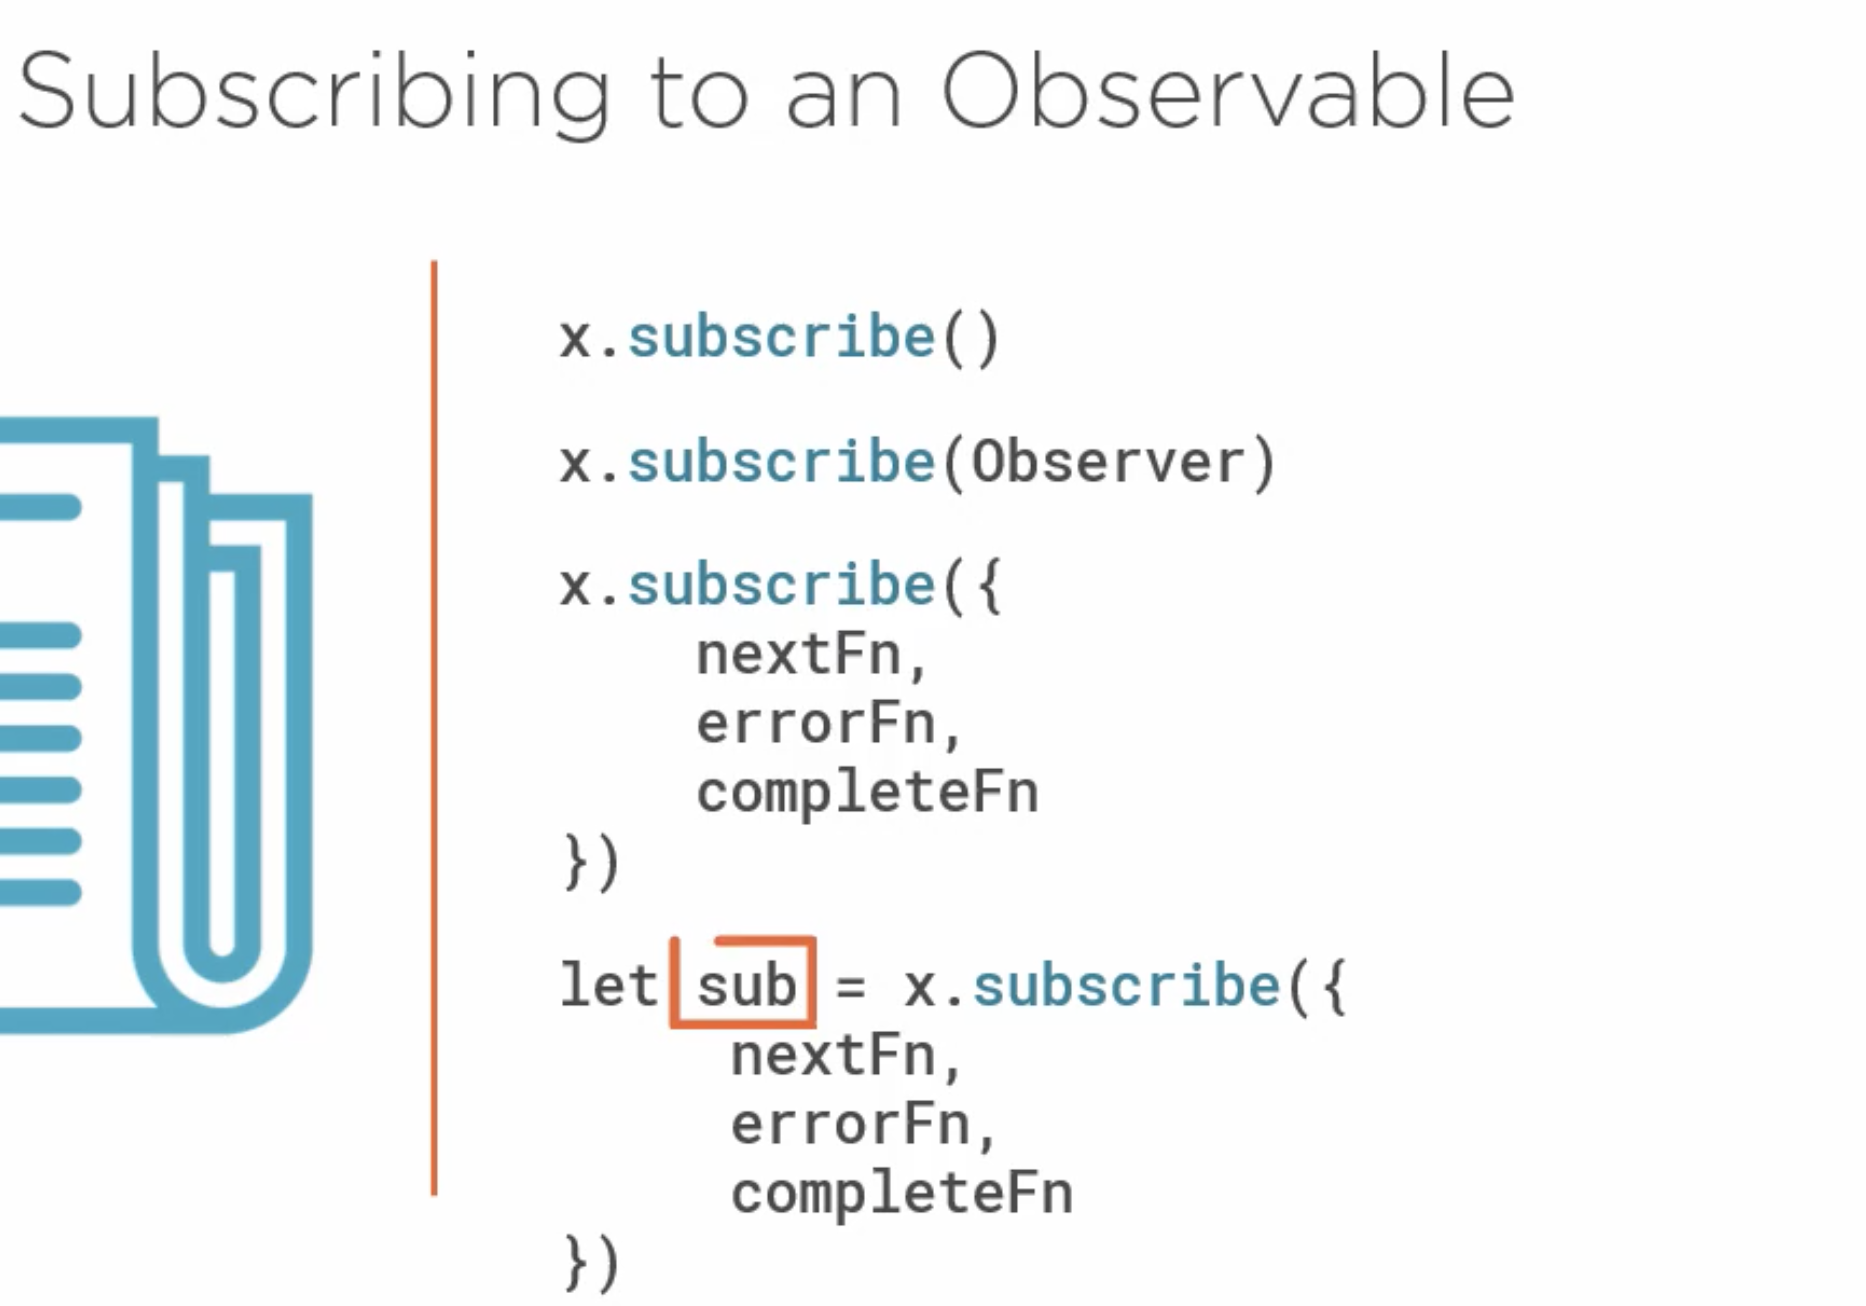 Subscribing to an Observable
x.subscribe()
x.subscribe(Observer)
x.subscribe({
nextFn,
errorFn,
completeFn
})
let sub = x.subscribe({
nextFn,
errorFn,
completeFn
})